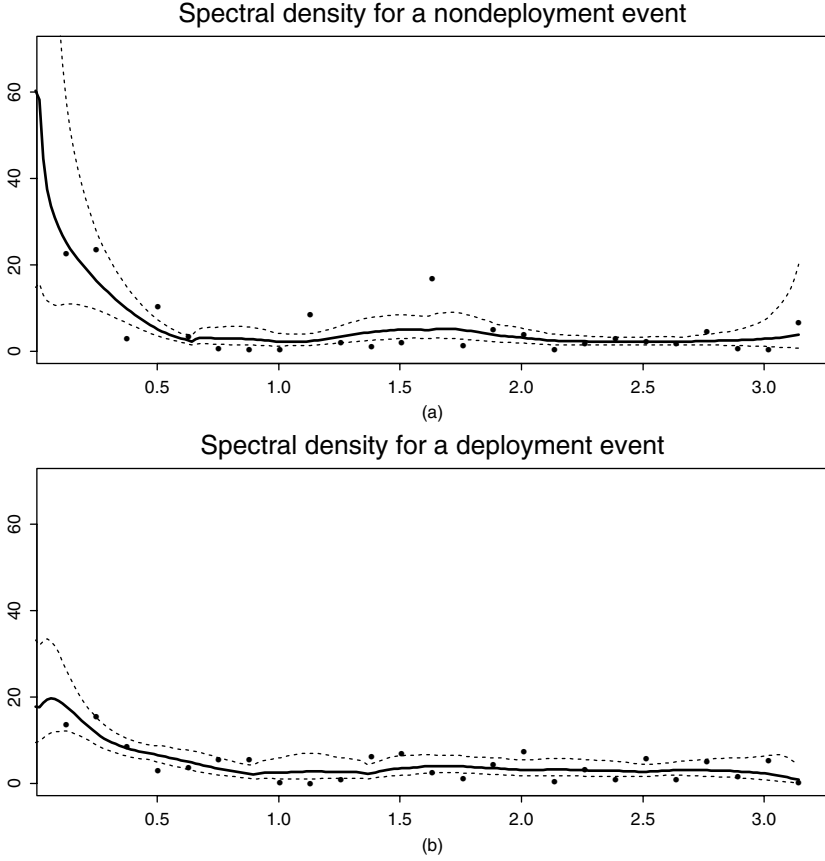 Spectral density for a nondeployment event
60
40
20
0
0.5 1.0 1.5 2.0 2.5 3.0
(a)
Spectral density for a deployment event
60
40
20
0
0.5 1.0 1.5 2.0 2.5 3.0
(b)